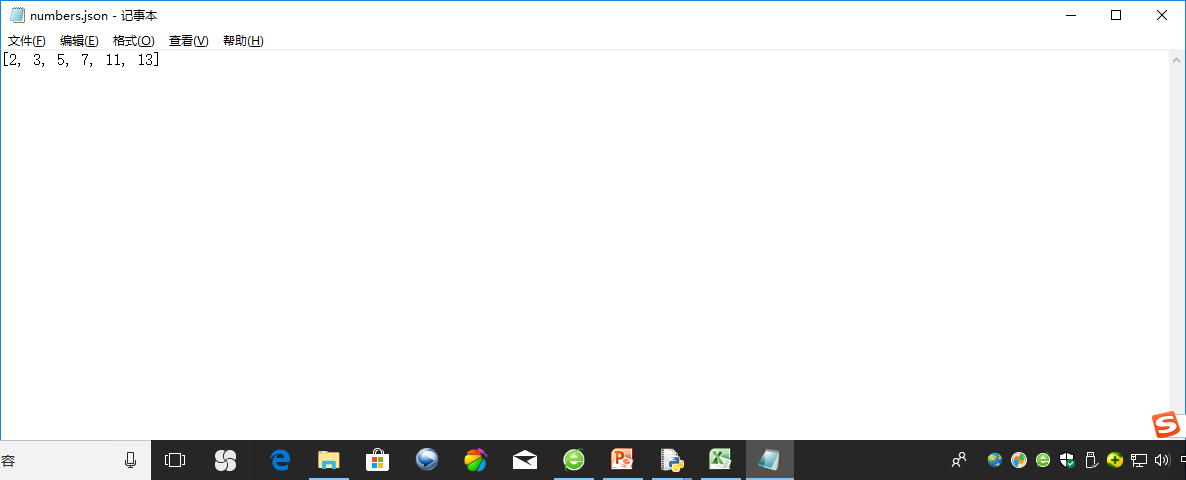 numbers.json - 记事本
文件(F) 编辑(E) 格式(O) 查看(V) 帮助(H)
[2, 3, 5, 7, 11, 13]
容